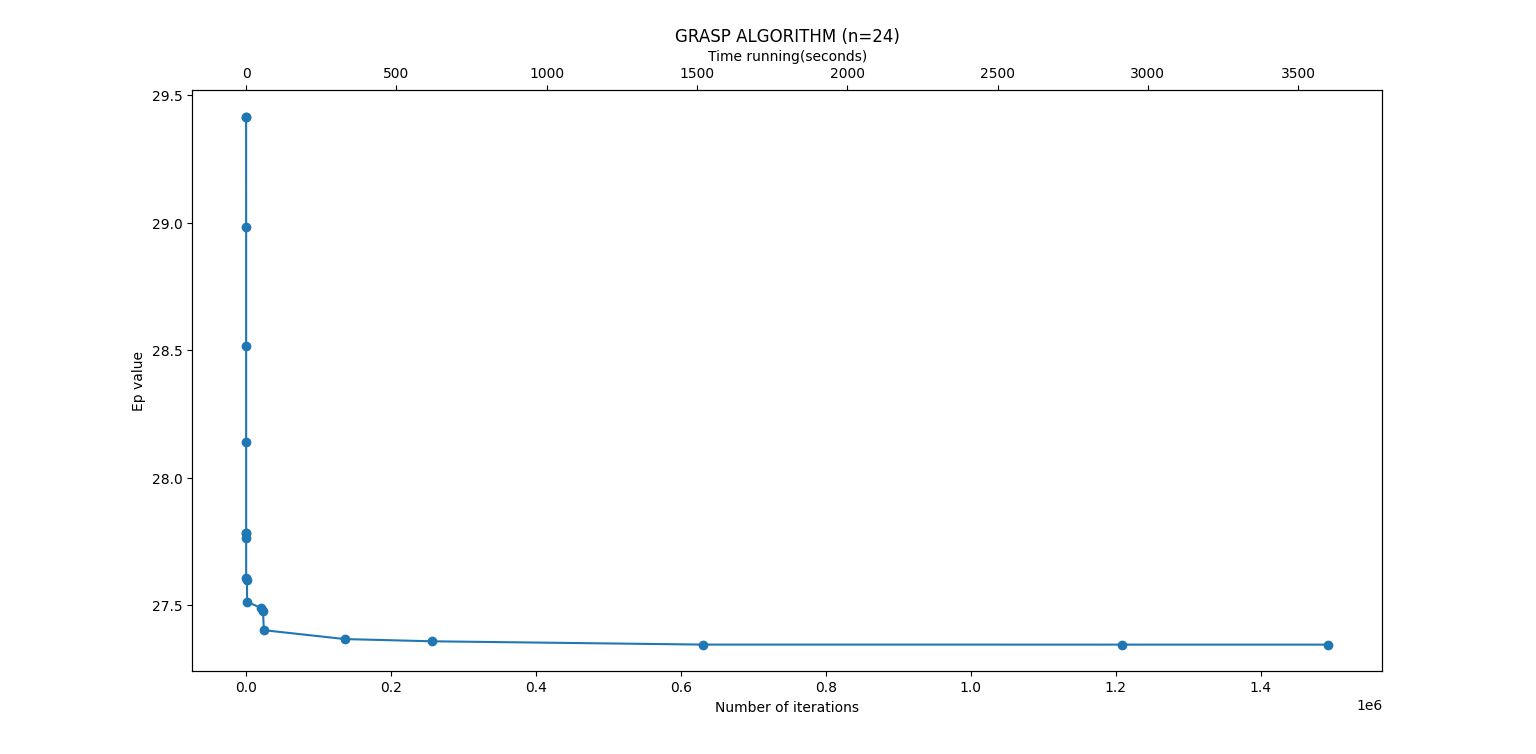 GRASP ALGORITHM (n=24)
Time running(seconds)
0 500 1000 1500 2000 2500 3000 3500
29.5
29.0
28.5
28.0
27.5
Ep value
0.0 0.2 0.4 0.6 0.8 1.0 1.2 1.4
1e6
Number of iterations